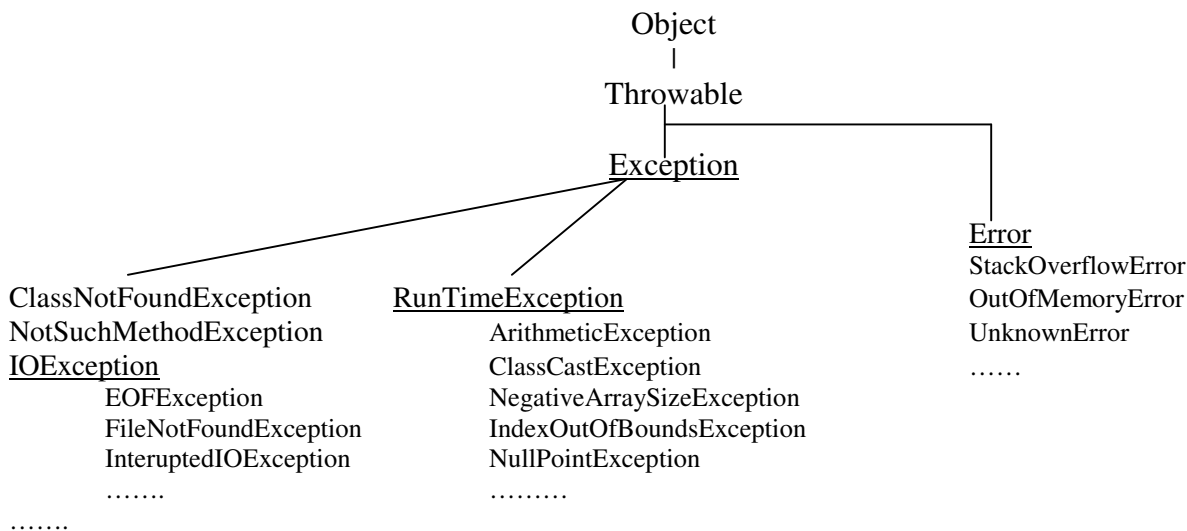 Object
Throwable
Exception
Error
StackOverflowError
OutOfMemoryError
UnknownError
……
ClassNotFoundException
NotSuchMethodException
IOException
EOFException
FileNotFoundException
InteruptedIOException
…….
…….
RunTimeException
ArithmeticException
ClassCastException
NegativeArraySizeException
IndexOutOfBoundsException
NullPointException
………